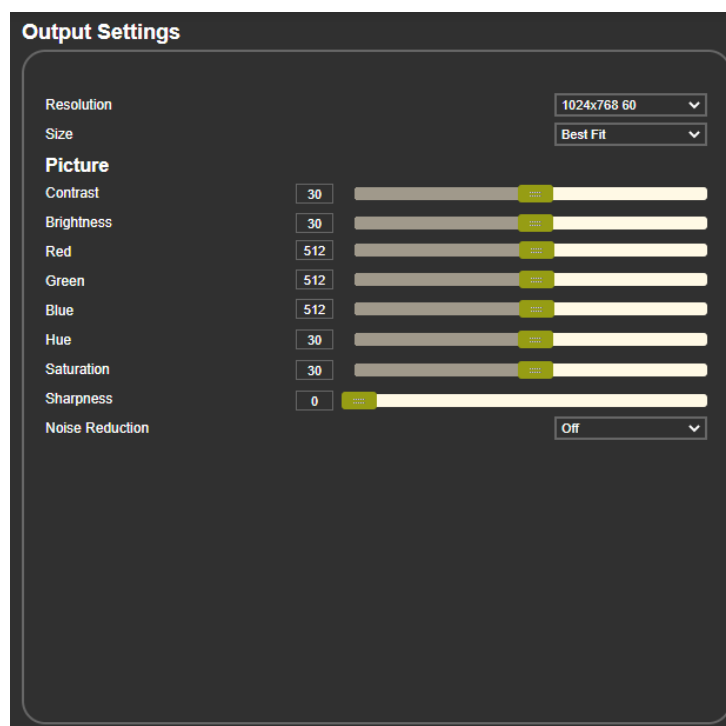 Output Settings
Resolution 1024x768 60
Size Best Fit
Picture
Contrast 30
Brightness 30
Red 512
Green 512
Blue 512
Hue 30
Saturation 30
Sharpness 0
Noise Reduction Off